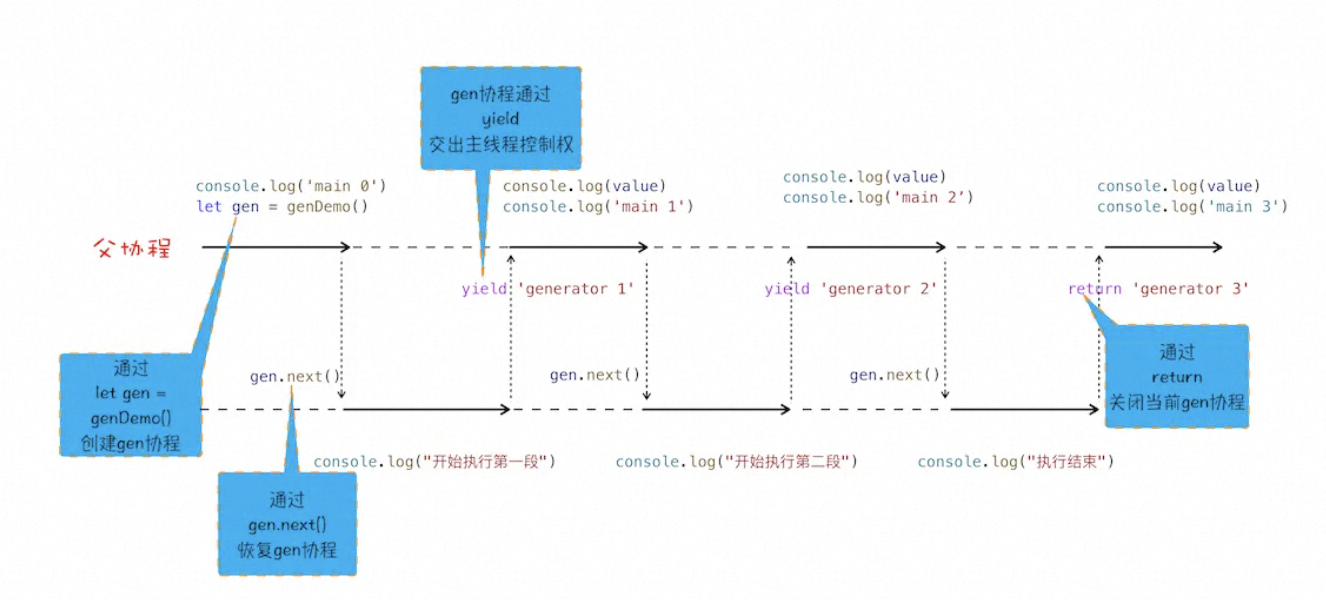 gen协程通过
yield
交出主线程控制权
console.log('main 0')
let gen = genDemo()
console.log(value)
console.log('main 1')
console.log(value)
console.log('main 2')
console.log(value)
console.log('main 3')
父协程
yield 'generator 1'
yield 'generator 2'
return 'generator 3'
通过
let gen =
genDemo()
创建gen协程
gen.next()
gen.next()
gen.next()
通过
return
关闭当前gen协程
console.log("开始执行第一段")
console.log("开始执行第二段")
console.log("执行结束")
通过
gen.next()
恢复gen协程